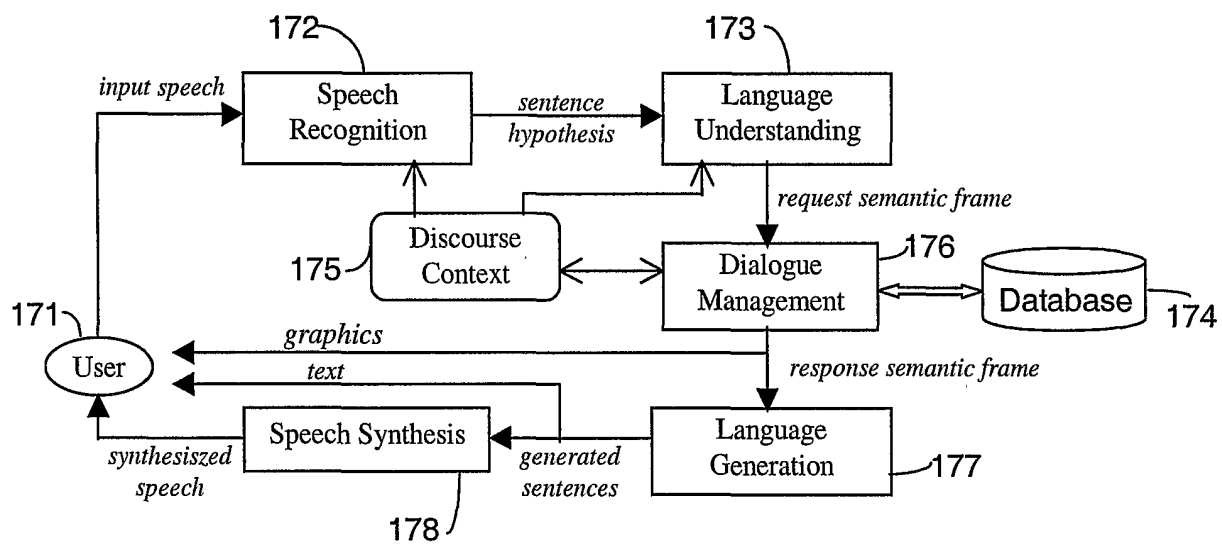 172
173
input speech
Speech
Recognition
sentence
hypothesis
Language
Understanding
request semantic frame
175
Discourse
Context
176
Dialogue
Management
Database
174
171
User
graphics
text
response semantic frame
synthesiszed
speech
Speech Synthesis
generated
sentences
Language
Generation
177
178